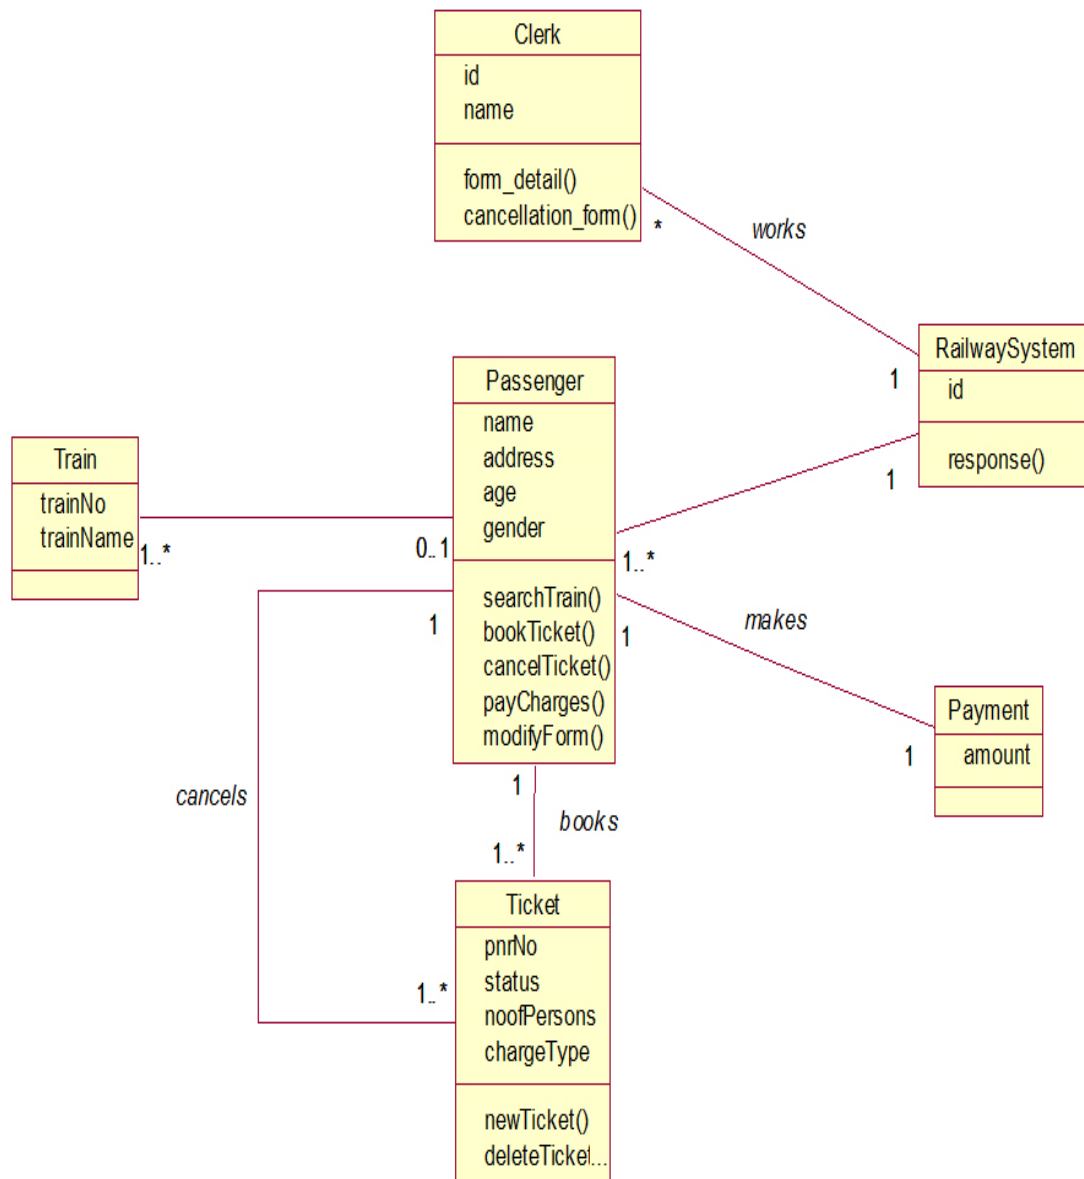 Clerk
id
name
form_detail()
cancellation_form()
*
works
RailwaySystem
id
response()
1
1
Passenger
name
address
age
gender
searchTrain()
bookTicket()
cancelTicket()
payCharges()
modifyForm()
Train
trainNo
trainName
1..*
0..1
1..*
1
1
makes
Payment
amount
1
cancels
1
books
1..*
Ticket
pnrNo
status
noofPersons
chargeType
newTicket()
deleteTicket...
1..*